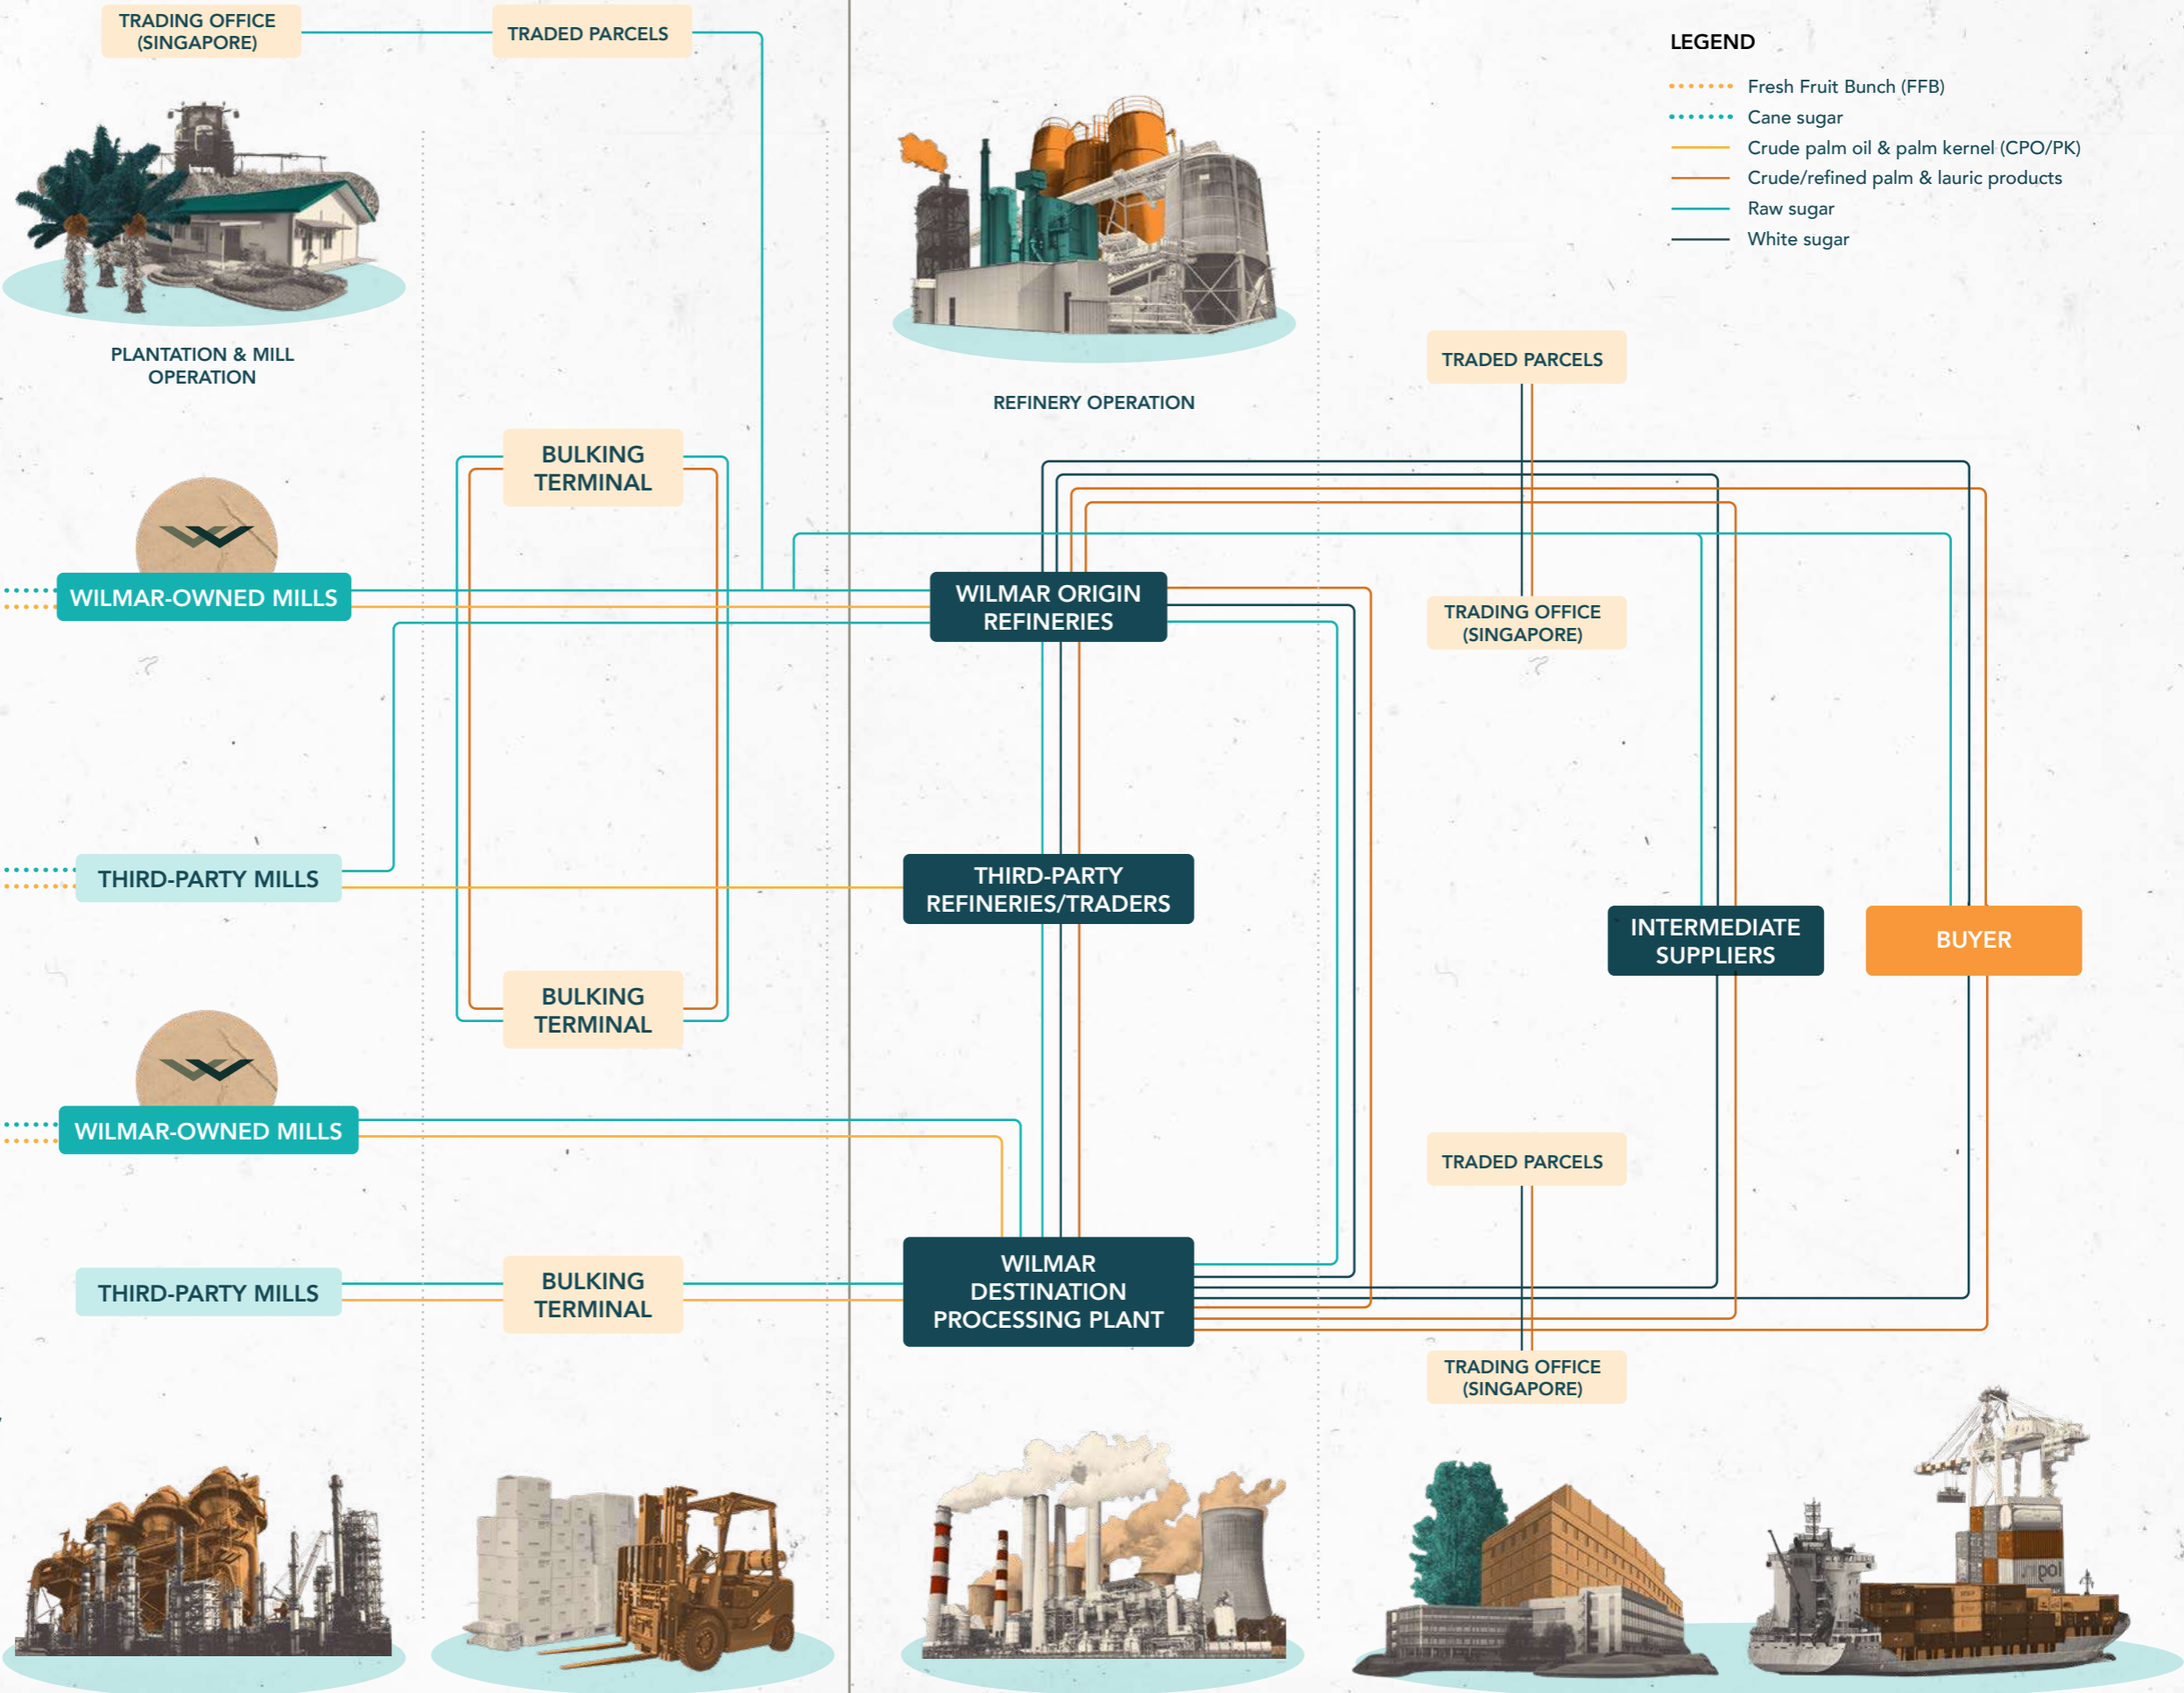 TRADING OFFICE
(SINGAPORE)
TRADED PARCELS
LEGEND
Fresh Fruit Bunch (FFB)
Cane sugar
Crude palm oil & palm kernel (CPO/PK)
Crude/refined palm & lauric products
Raw sugar
White sugar
PLANTATION & MILL
OPERATION
REFINERY OPERATION
TRADED PARCELS
BULKING
TERMINAL
WILMAR-OWNED MILLS
WILMAR ORIGIN
REFINERIES
TRADING OFFICE
(SINGAPORE)
THIRD-PARTY MILLS
THIRD-PARTY
REFINERIES/TRADERS
INTERMEDIATE
SUPPLIERS
BUYER
BULKING
TERMINAL
WILMAR-OWNED MILLS
TRADED PARCELS
THIRD-PARTY MILLS
BULKING
TERMINAL
WILMAR
DESTINATION
PROCESSING PLANT
TRADING OFFICE
(SINGAPORE)
pol